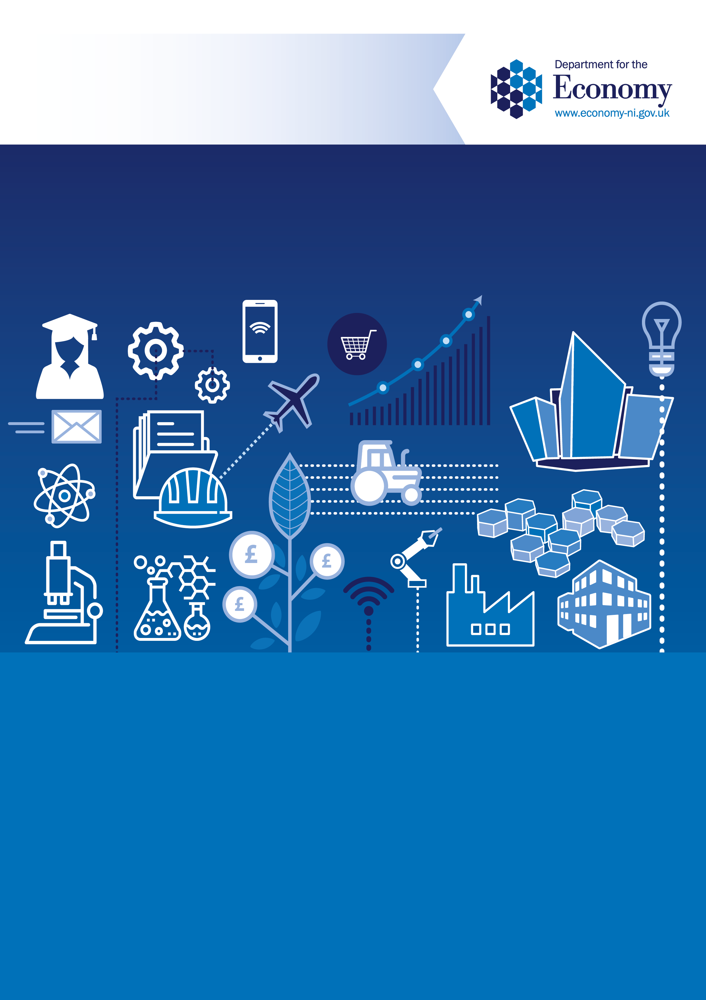 Department for the
Economy
www.economy-ni.gov.uk
£
£
£